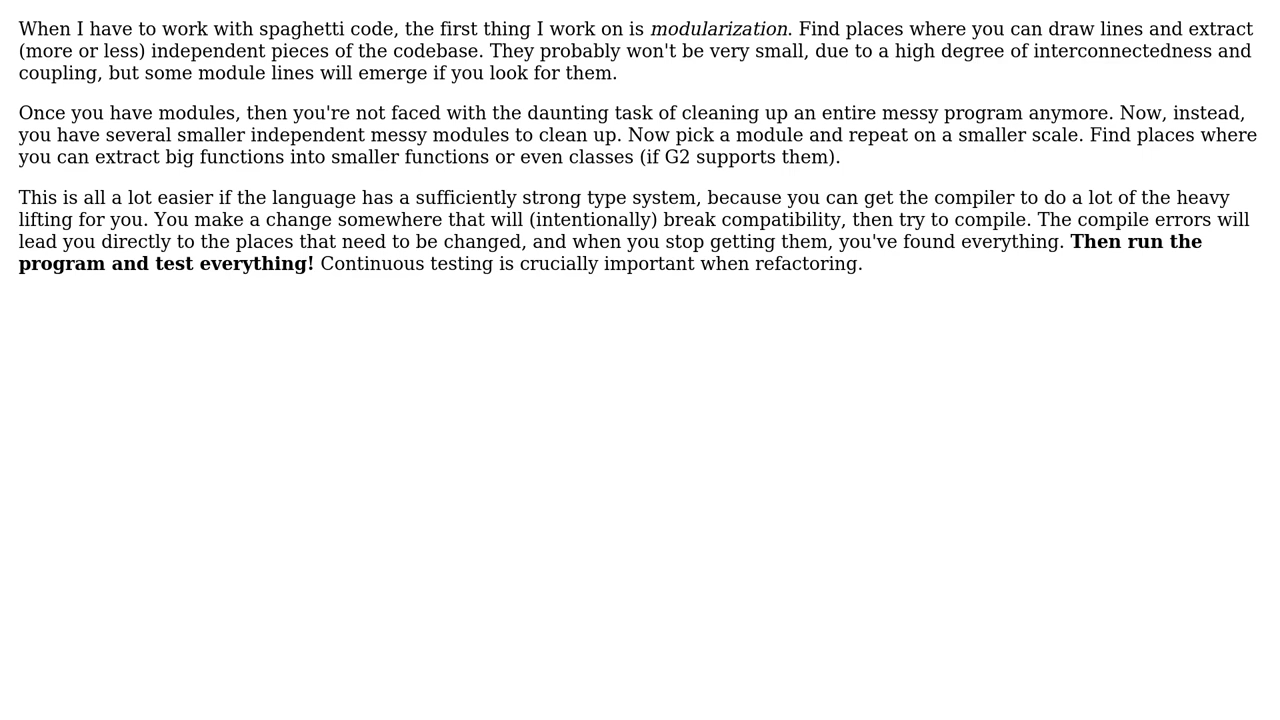 When I have to work with spaghetti code, the first thing I work on is modularization. Find places where you can draw lines and extract
(more or less) independent pieces of the codebase. They probably won't be very small, due to a high degree of interconnectedness and
coupling, but some module lines will emerge if you look for them.
Once you have modules, then you're not faced with the daunting task of cleaning up an entire messy program anymore. Now, instead,
you have several smaller independent messy modules to clean up. Now pick a module and repeat on a smaller scale. Find places where
you can extract big functions into smaller functions or even classes (if G2 supports them).
This is all a lot easier if the language has a sufficiently strong type system, because you can get the compiler to do a lot of the heavy
lifting for you. You make a change somewhere that will (intentionally) break compatibility, then try to compile. The compile errors will
lead you directly to the places that need to be changed, and when you stop getting them, you've found everything. Then run the
program and test everything! Continuous testing is crucially important when refactoring.